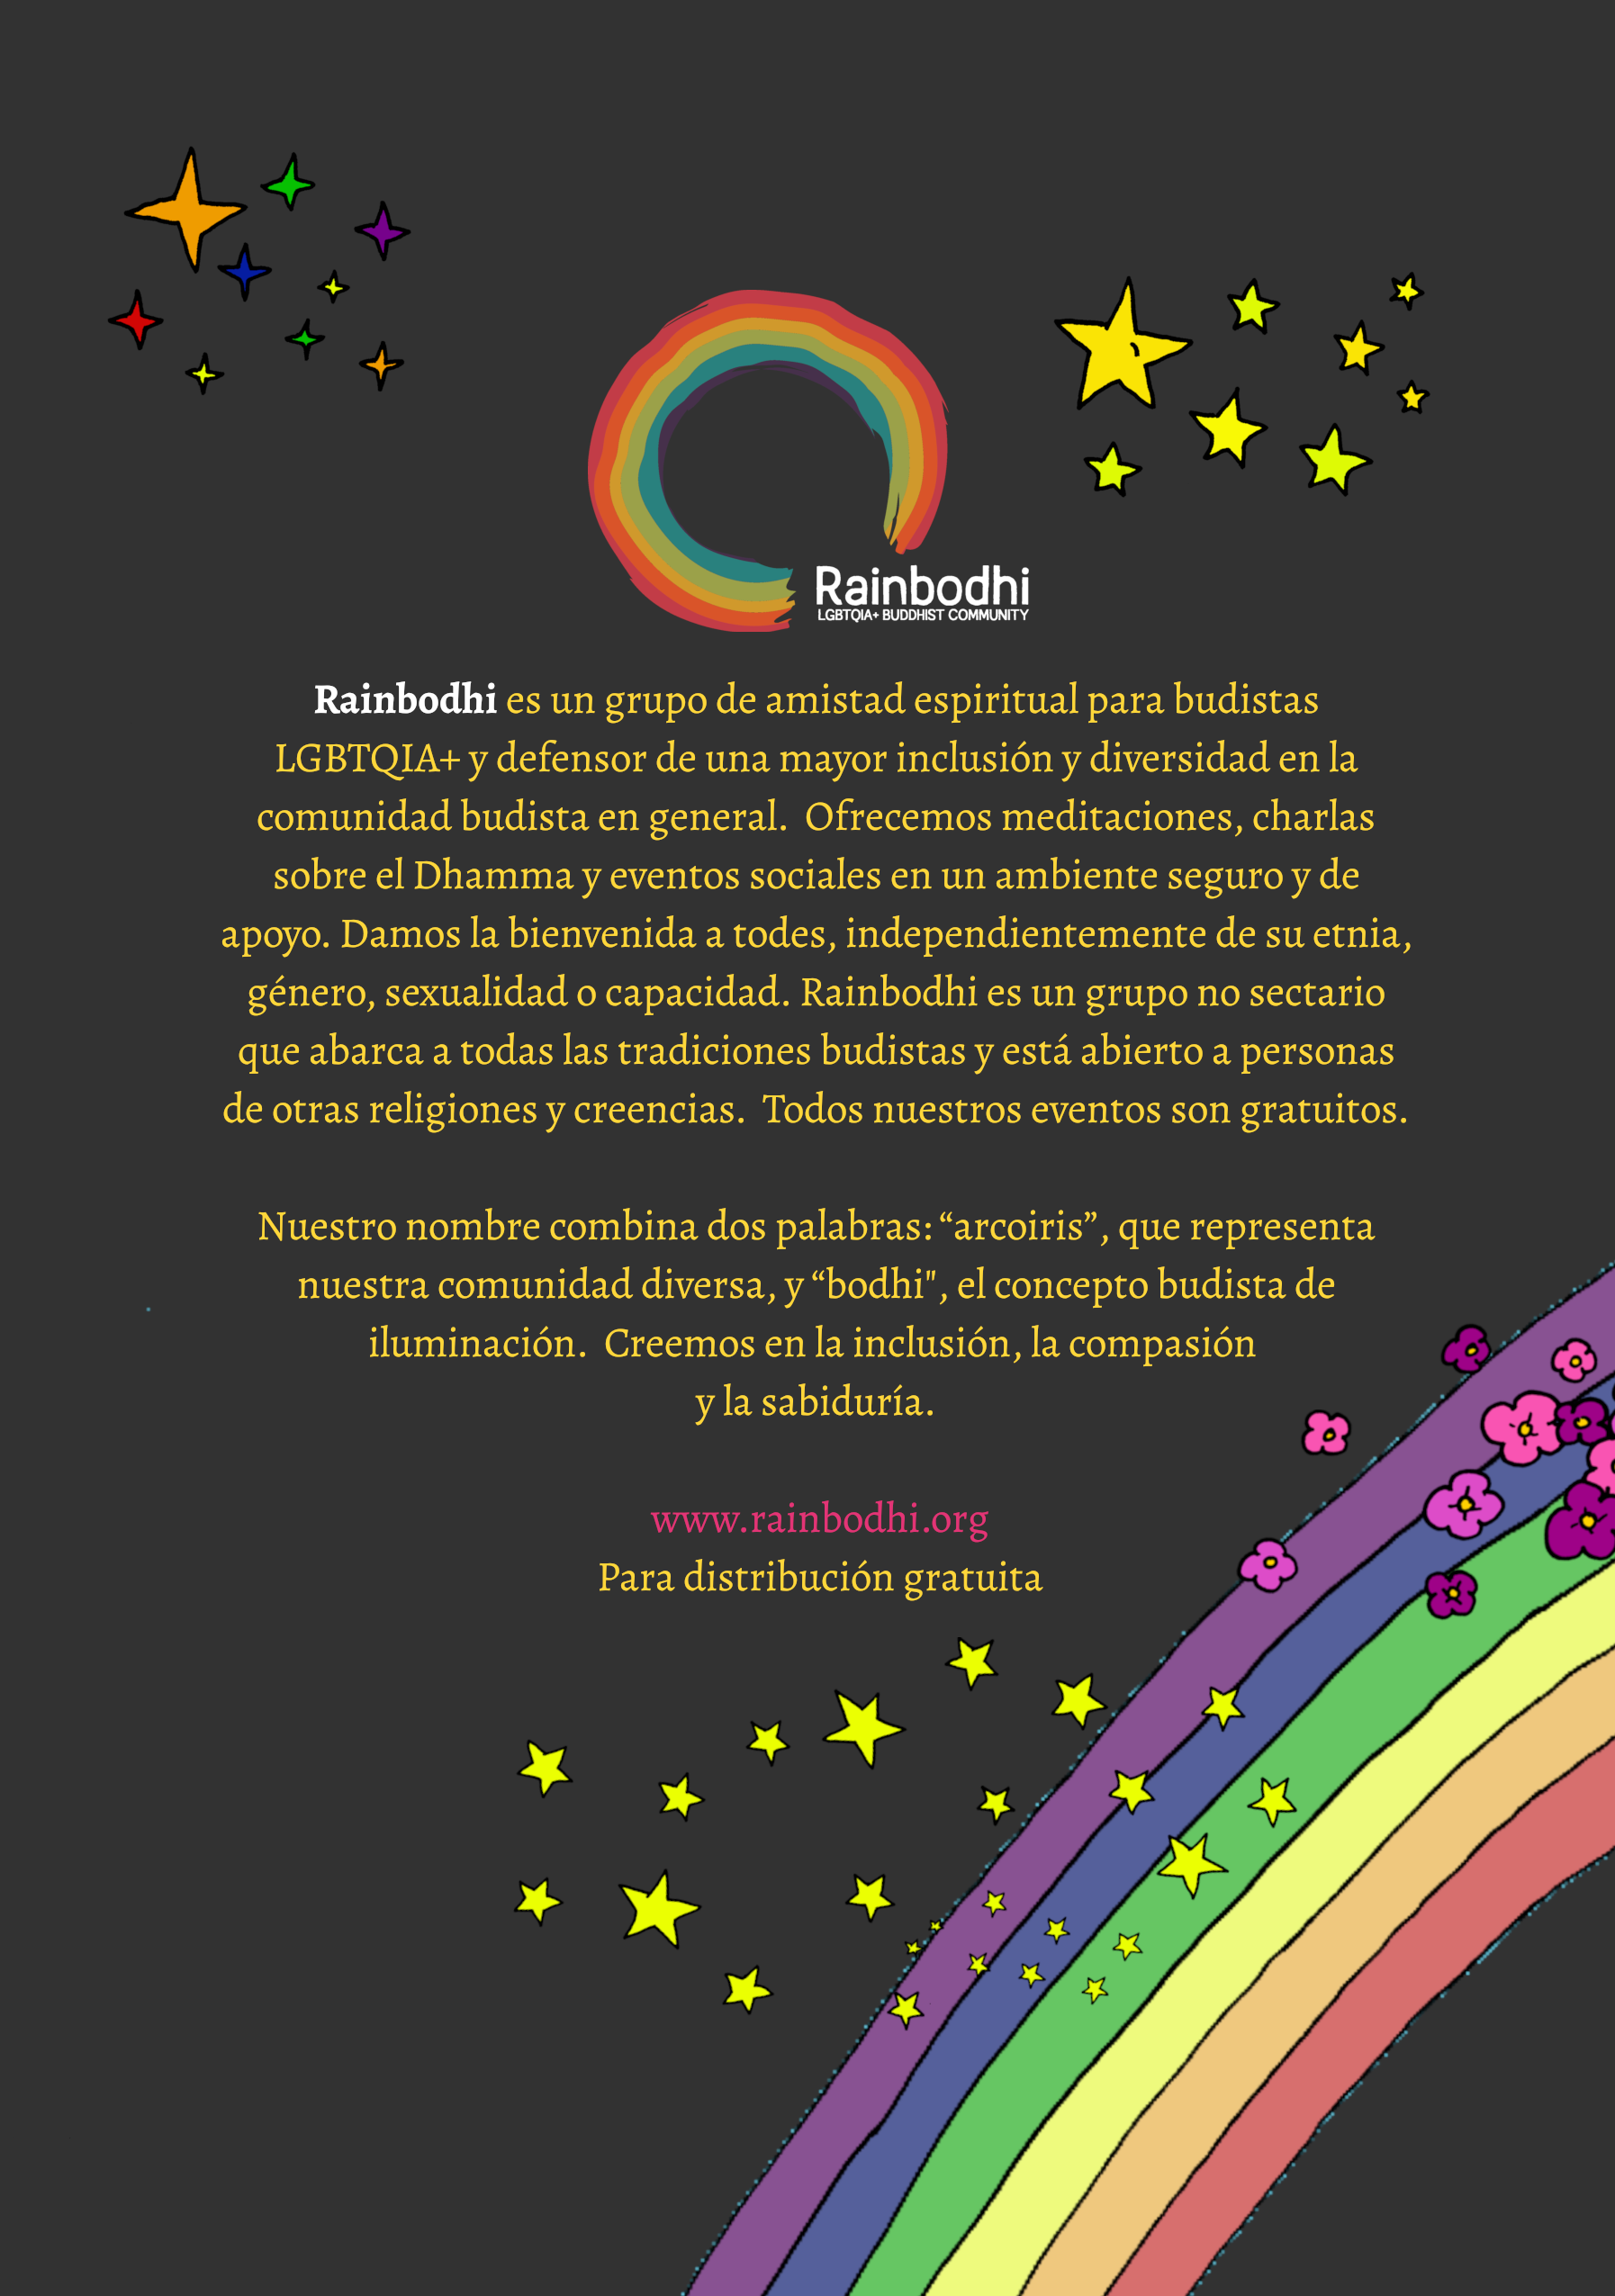 Rainbodhi
LGBTQIA+ BUDDHIST COMMUNITY
Rainbodhi es un grupo de amistad espiritual para budistas
LGBTQIA+ y defensor de una mayor inclusión y diversidad en la
comunidad budista en general.  Ofrecemos meditaciones, charlas
sobre el Dhamma y eventos sociales en un ambiente seguro y de
apoyo. Damos la bienvenida a todes, independientemente de su etnia,
género, sexualidad o capacidad. Rainbodhi es un grupo no sectario
que abarca a todas las tradiciones budistas y está abierto a personas
de otras religiones y creencias.  Todos nuestros eventos son gratuitos.
Nuestro nombre combina dos palabras: “arcoiris”, que representa
nuestra comunidad diversa, y “bodhi", el concepto budista de
iluminación.  Creemos en la inclusión, la compasión
y la sabiduría.
www.rainbodhi.org
Para distribución gratuita